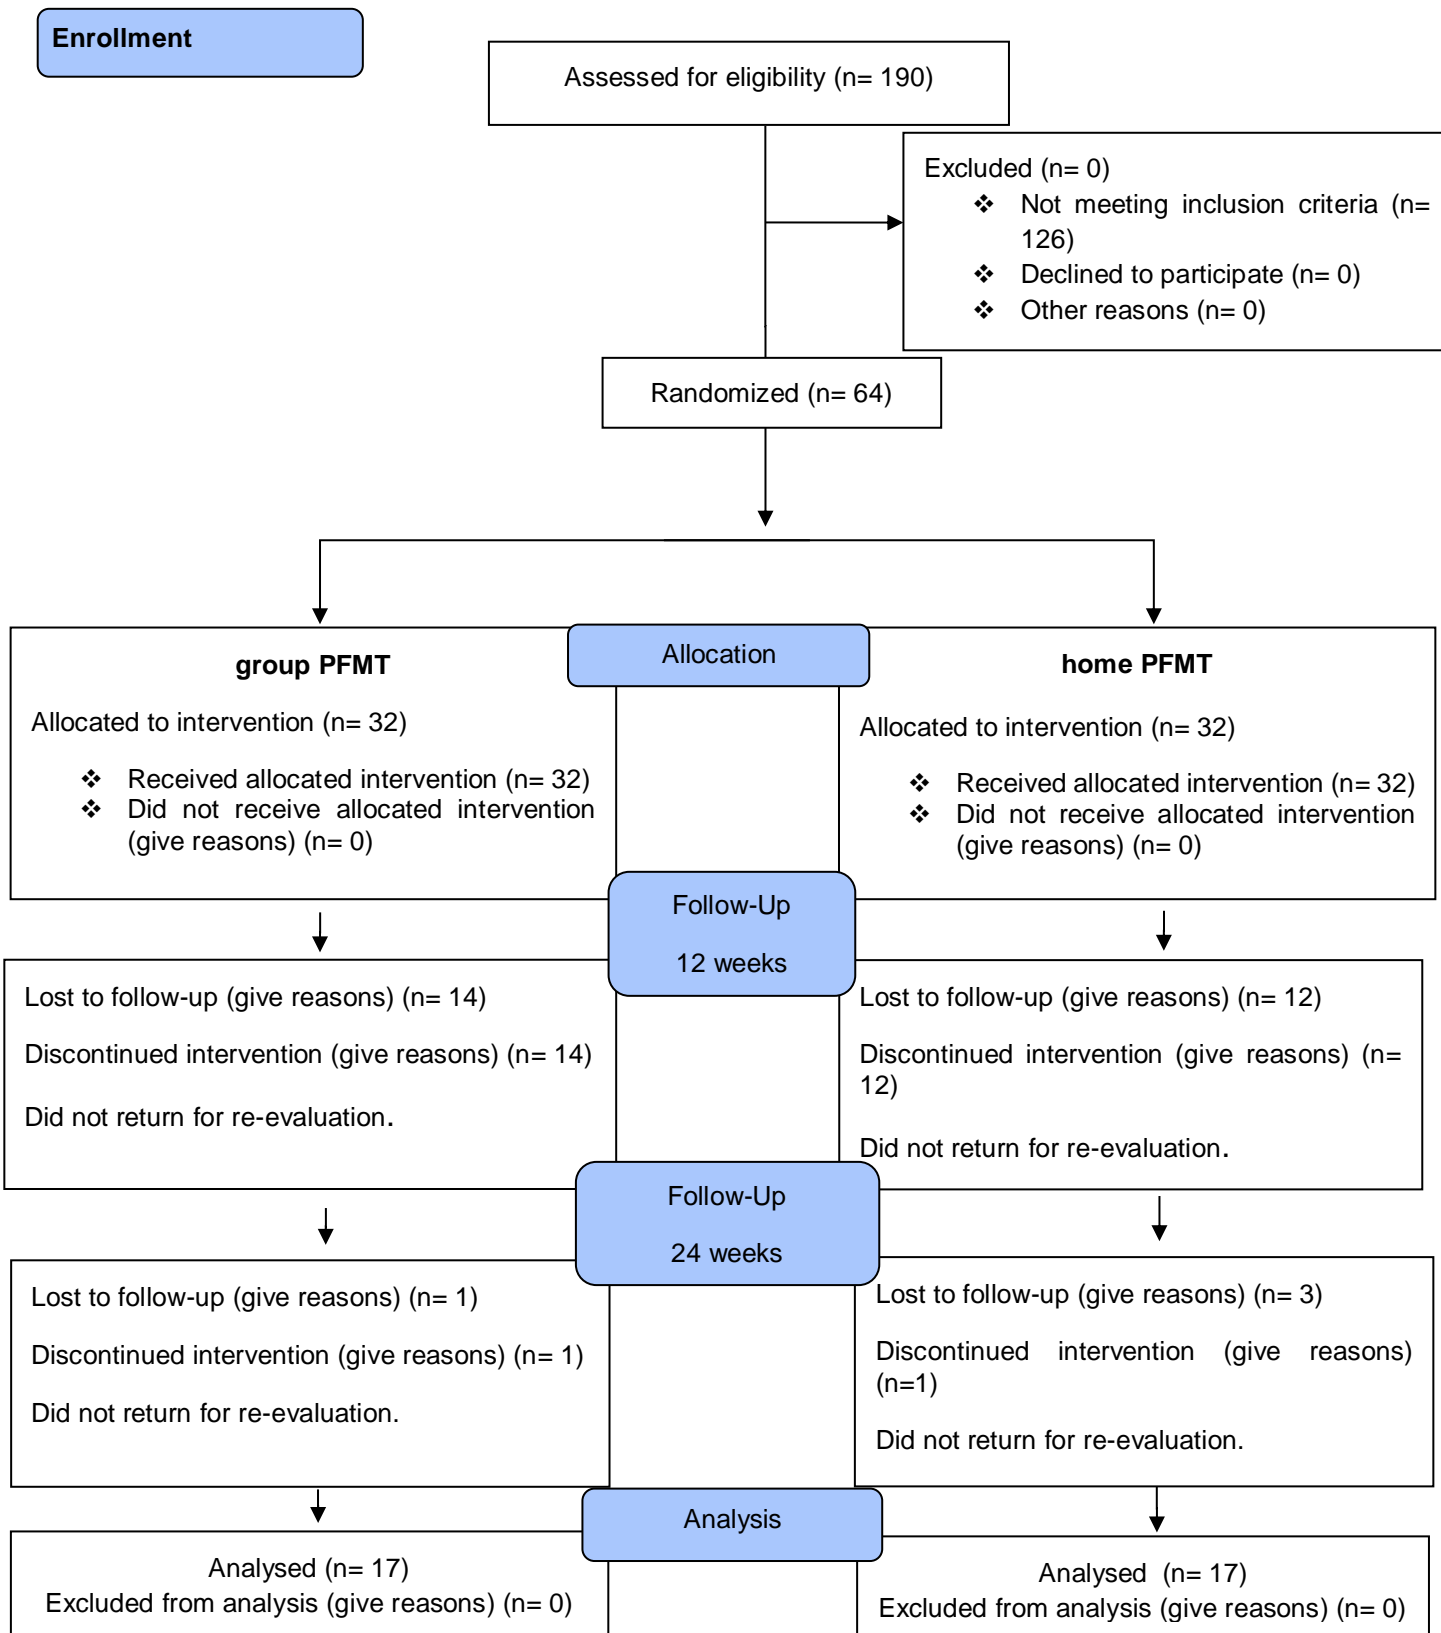 Enrollment
Assessed for eligibility (n= 190)
Excluded (n= 0)
❖ Not meeting inclusion criteria (n=
126)
❖ Declined to participate (n= 0)
❖ Other reasons (n= 0)
Randomized (n= 64)
Allocation
group PFMT
Allocated to intervention (n= 32)
❖ Received allocated intervention (n= 32)
❖ Did not receive allocated intervention
(give reasons) (n= 0)
home PFMT
Allocated to intervention (n= 32)
❖ Received allocated intervention (n= 32)
❖ Did not receive allocated intervention
(give reasons) (n= 0)
Follow-Up
12 weeks
Lost to follow-up (give reasons) (n= 14)
Discontinued intervention (give reasons) (n= 14)
Did not return for re-evaluation.
Lost to follow-up (give reasons) (n= 12)
Discontinued intervention (give reasons) (n=
12)
Did not return for re-evaluation.
Follow-Up
24 weeks
Lost to follow-up (give reasons) (n= 1)
Discontinued intervention (give reasons) (n= 1)
Did not return for re-evaluation.
Lost to follow-up (give reasons) (n= 3)
Discontinued intervention (give reasons)
(n=1)
Did not return for re-evaluation.
Analysis
Analysed (n= 17)
Excluded from analysis (give reasons) (n= 0)
Analysed (n= 17)
Excluded from analysis (give reasons) (n= 0)